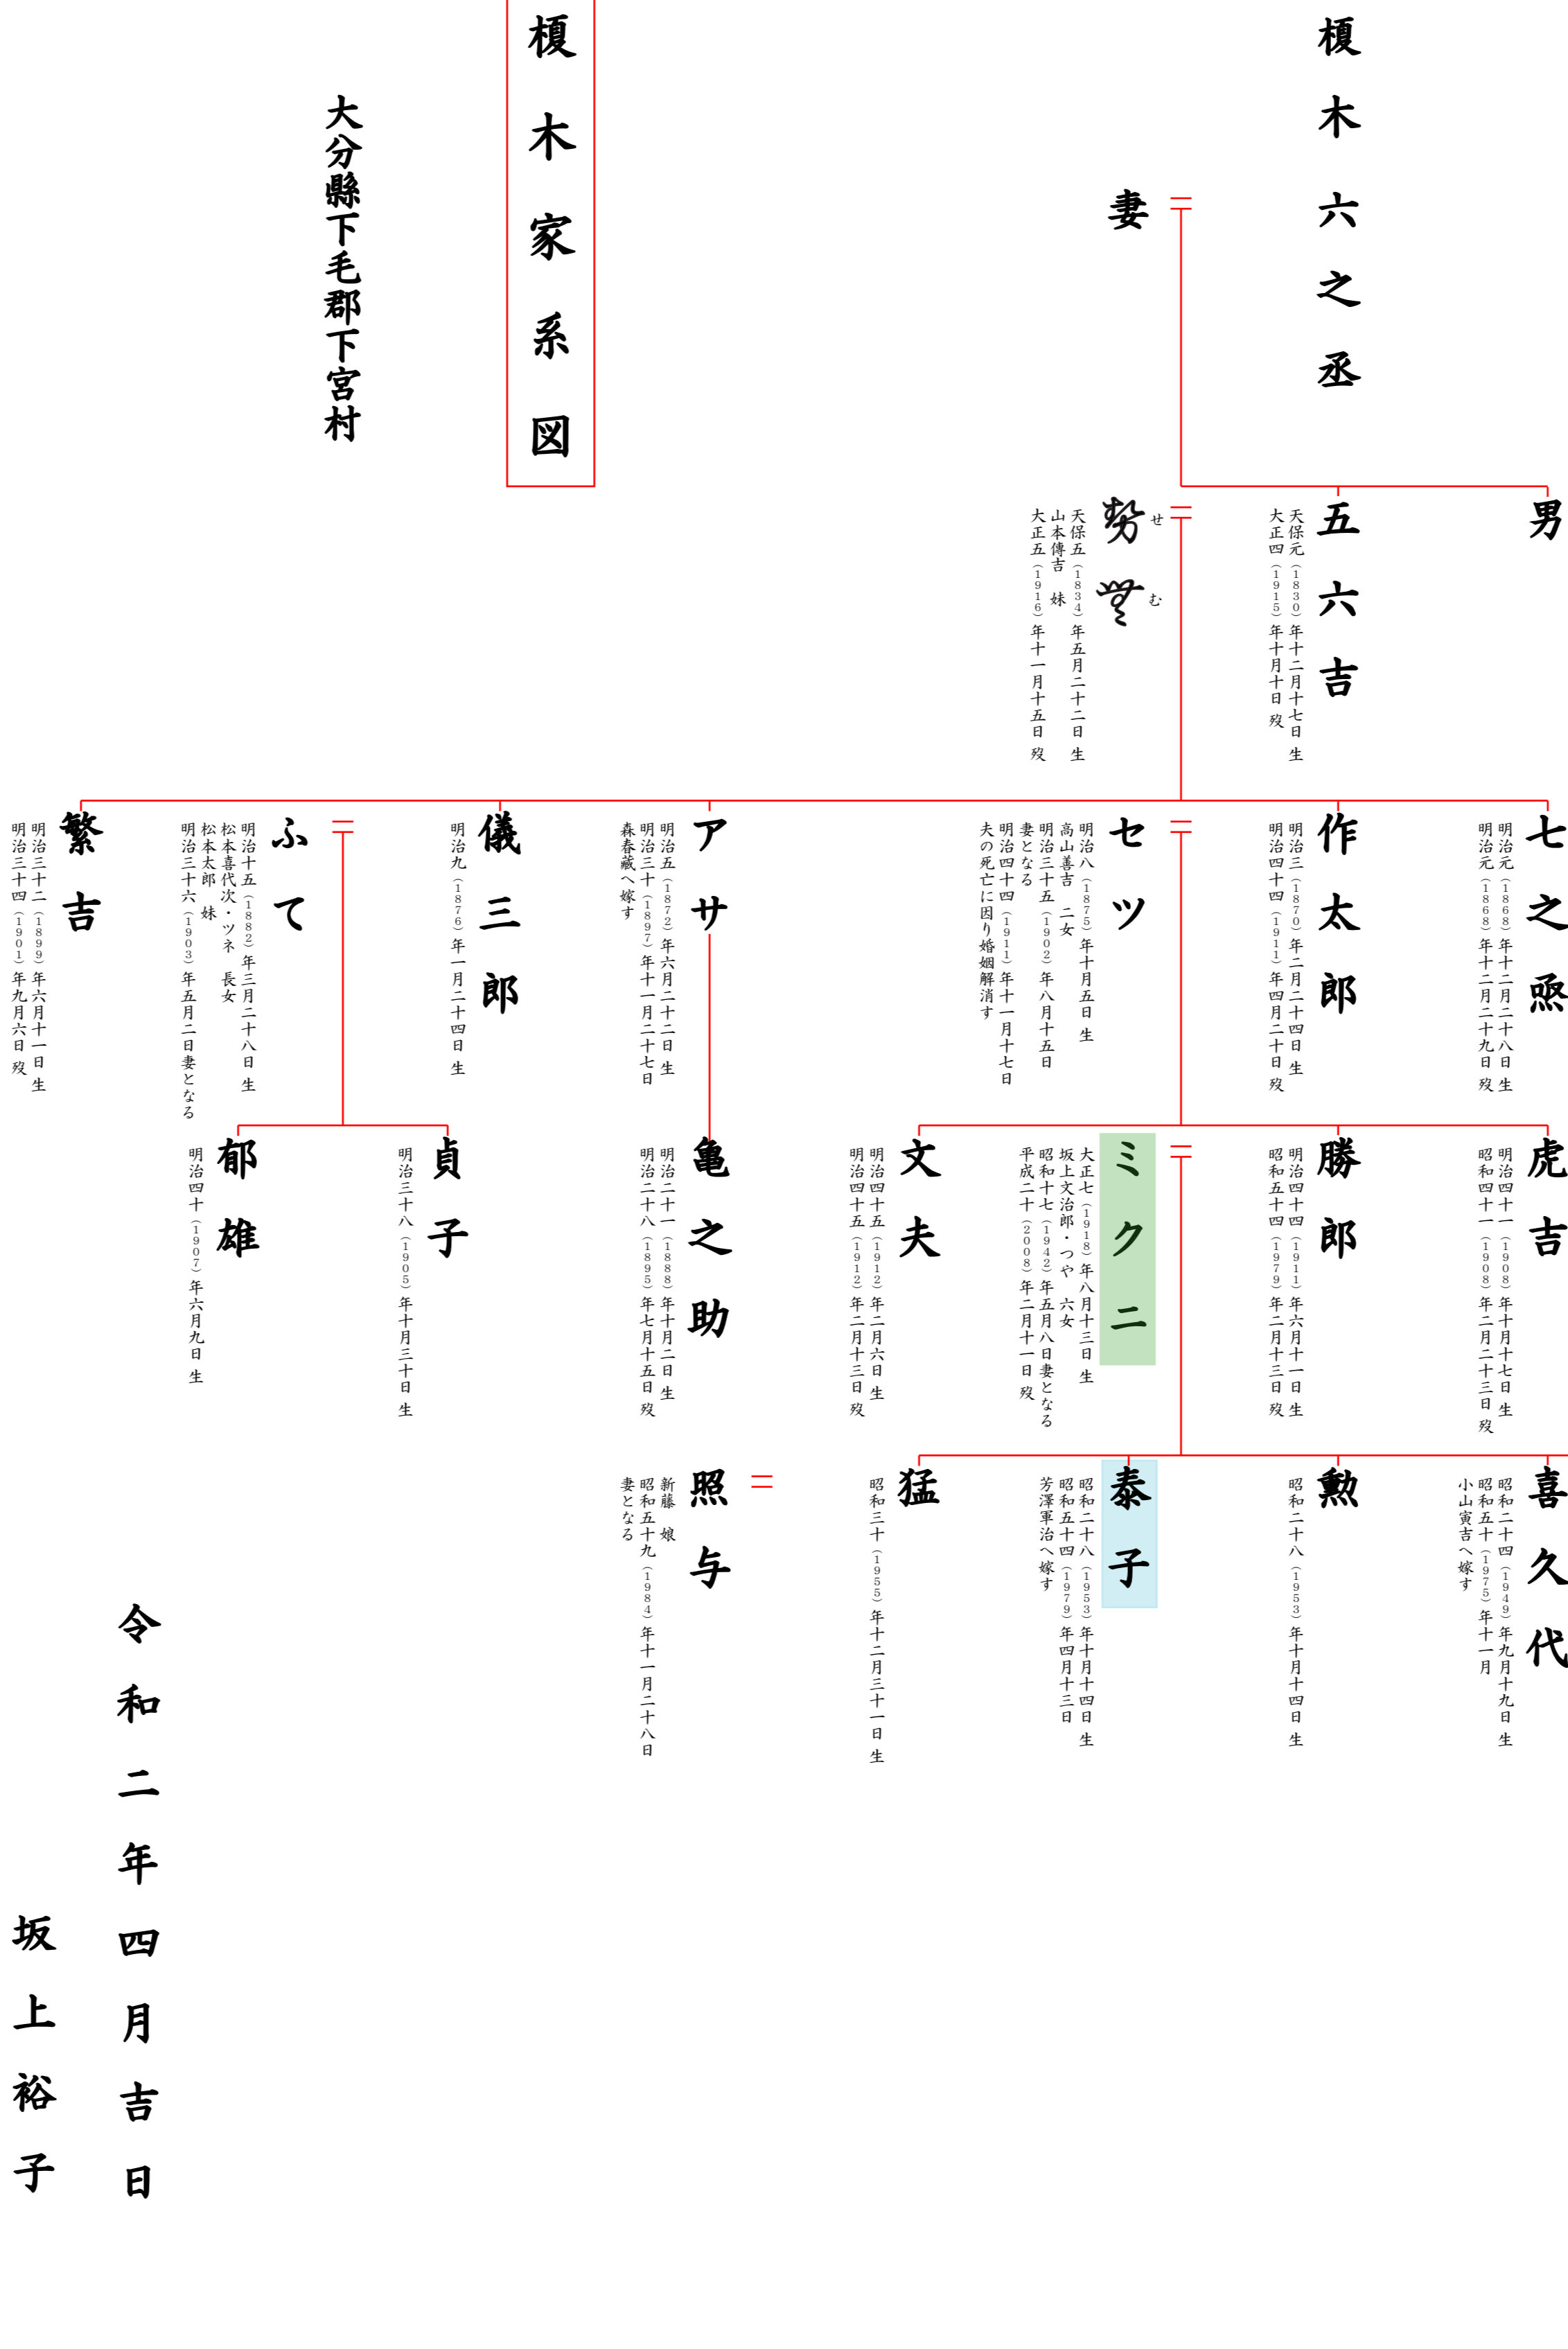 榎木六之丞
妻
榎木家系図
大分縣下毛郡下宮村
男
五六吉
天保元（1830）年十二月十七日 生
大正四（1915）年十月十日 歿
せ む
勢無
天保五（1834）年五月二十二日 生
山本傳吉 妹
大正五（1916）年十一月十五日 歿
七之亟
明治元（1868）年十二月二十八日 生
明治元（1868）年十二月二十九日 歿
作太郎
明治三（1870）年二月二十四日 生
明治四十四（1911）年四月二十日 歿
セツ
明治八（1875）年十月五日 生
高山善吉 二女
明治三十五（1902）年八月十五日
妻となる
明治四十四（1911）年十一月十七日
夫の死亡に因り婚姻解消す
アサ
明治五（1872）年六月二十二日 生
明治三十（1897）年十一月二十七日
森春藏へ嫁す
儀三郎
明治九（1876）年一月二十四日 生
ふて
明治十五（1882）年三月二十八日 生
松本喜代次・ツネ 長女
松本太郎 妹
明治三十六（1903）年五月二日妻となる
繁吉
明治三十二（1899）年六月十一日 生
明治三十四（1901）年九月六日 歿
虎吉
明治四十一（1908）年十月十七日 生
昭和四十一（1908）年二月二十三日 歿
勝郎
明治四十四（1911）年六月十一日 生
昭和五十四（1979）年二月十三日 歿
ミクニ
大正七（1918）年八月十三日 生
坂上文治郎・つや 六女
昭和十七（1942）年五月八日妻となる
平成二十（2008）年二月十一日 歿
文夫
明治四十五（1912）年二月六日 生
明治四十五（1912）年二月十三日 歿
亀之助
明治二十一（1888）年十月二日 生
明治二十八（1895）年七月十五日 歿
貞子
明治三十八（1905）年十月三十日 生
郁雄
明治四十（1907）年六月九日 生
喜久代
昭和二十四（1949）年九月十九日 生
昭和五十（1975）年十一月
小山寅吉へ嫁す
勲
昭和二十八（1953）年十月十四日 生
泰子
昭和二十八（1953）年十月十四日 生
昭和五十四（1979）年四月十三日
芳澤軍治へ嫁す
猛
昭和三十（1955）年十二月三十一日 生
照与
新藤 娘
昭和五十九（1984）年十一月二十八日
妻となる
令和二年四月吉日
坂上裕子